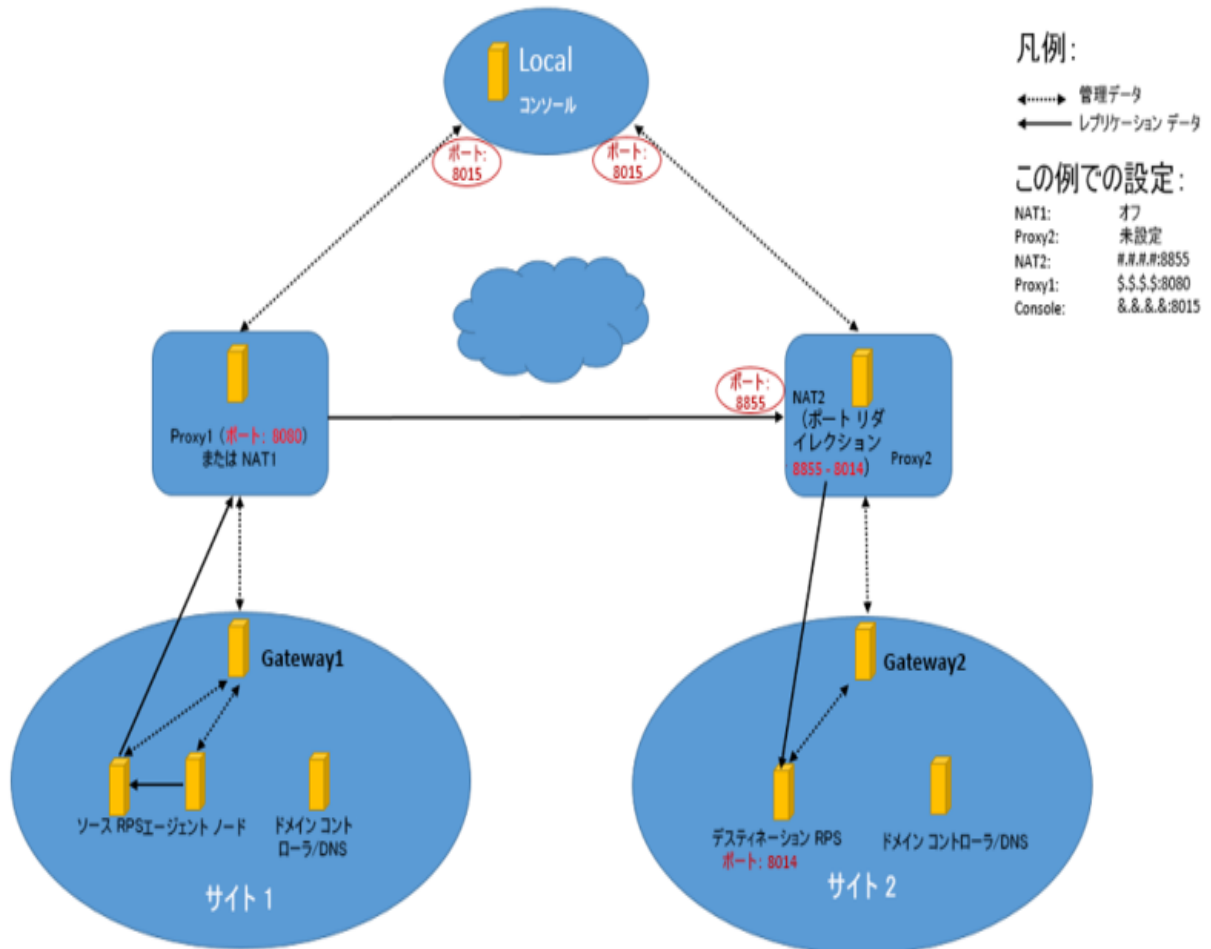 Local
コンソール
ポート:
8015
ポート:
8015
凡例:
管理データ
レプリケーション データ
この例での設定:
NAT1: オフ
Proxy2: 未設定
NAT2: #.#.#.#:8855
Proxy1: $.$.$.$:8080
Console: &.&.&.&:8015
ポート:
8855
Proxy1 (ポート: 8080)
または NAT1
NAT2
(ポート リダ
イレクション
8855 - 8014)
Proxy2
Gateway1
ソース RPS
エージェント ノード
ドメイン コント
ローラ/DNS
サイト 1
Gateway2
デスティネーション RPS
ポート: 8014
ドメイン コントローラ/DNS
サイト 2